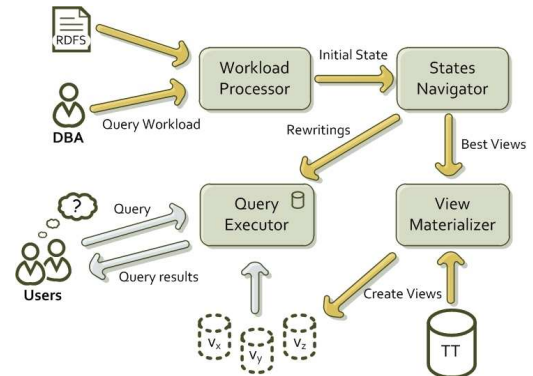 RDFS
Workload
Processor
Initial State
States
Navigator
DBA
Query Workload
Rewritings
Best Views
?
Query
Query
Executor
View
Materializer
Query results
Users
Create Views
vx
vy
vz
TT